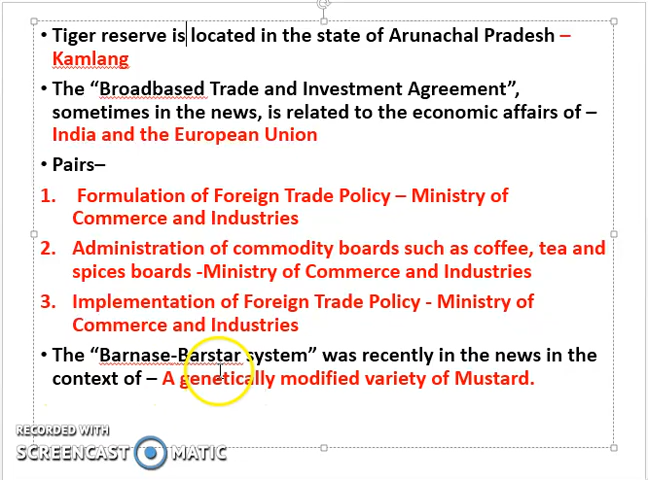 • Tiger reserve is located in the state of Arunachal Pradesh –
Kamlang
• The “Broadbased Trade and Investment Agreement”,
sometimes in the news, is related to the economic affairs of –
India and the European Union
• Pairs–
1. Formulation of Foreign Trade Policy – Ministry of
Commerce and Industries
2. Administration of commodity boards such as coffee, tea and
spices boards -Ministry of Commerce and Industries
3. Implementation of Foreign Trade Policy - Ministry of
Commerce and Industries
• The “Barnase-Barstar system” was recently in the news in the
context of – A genetically modified variety of Mustard.
RECORDED WITH
SCREENCAST MATIC